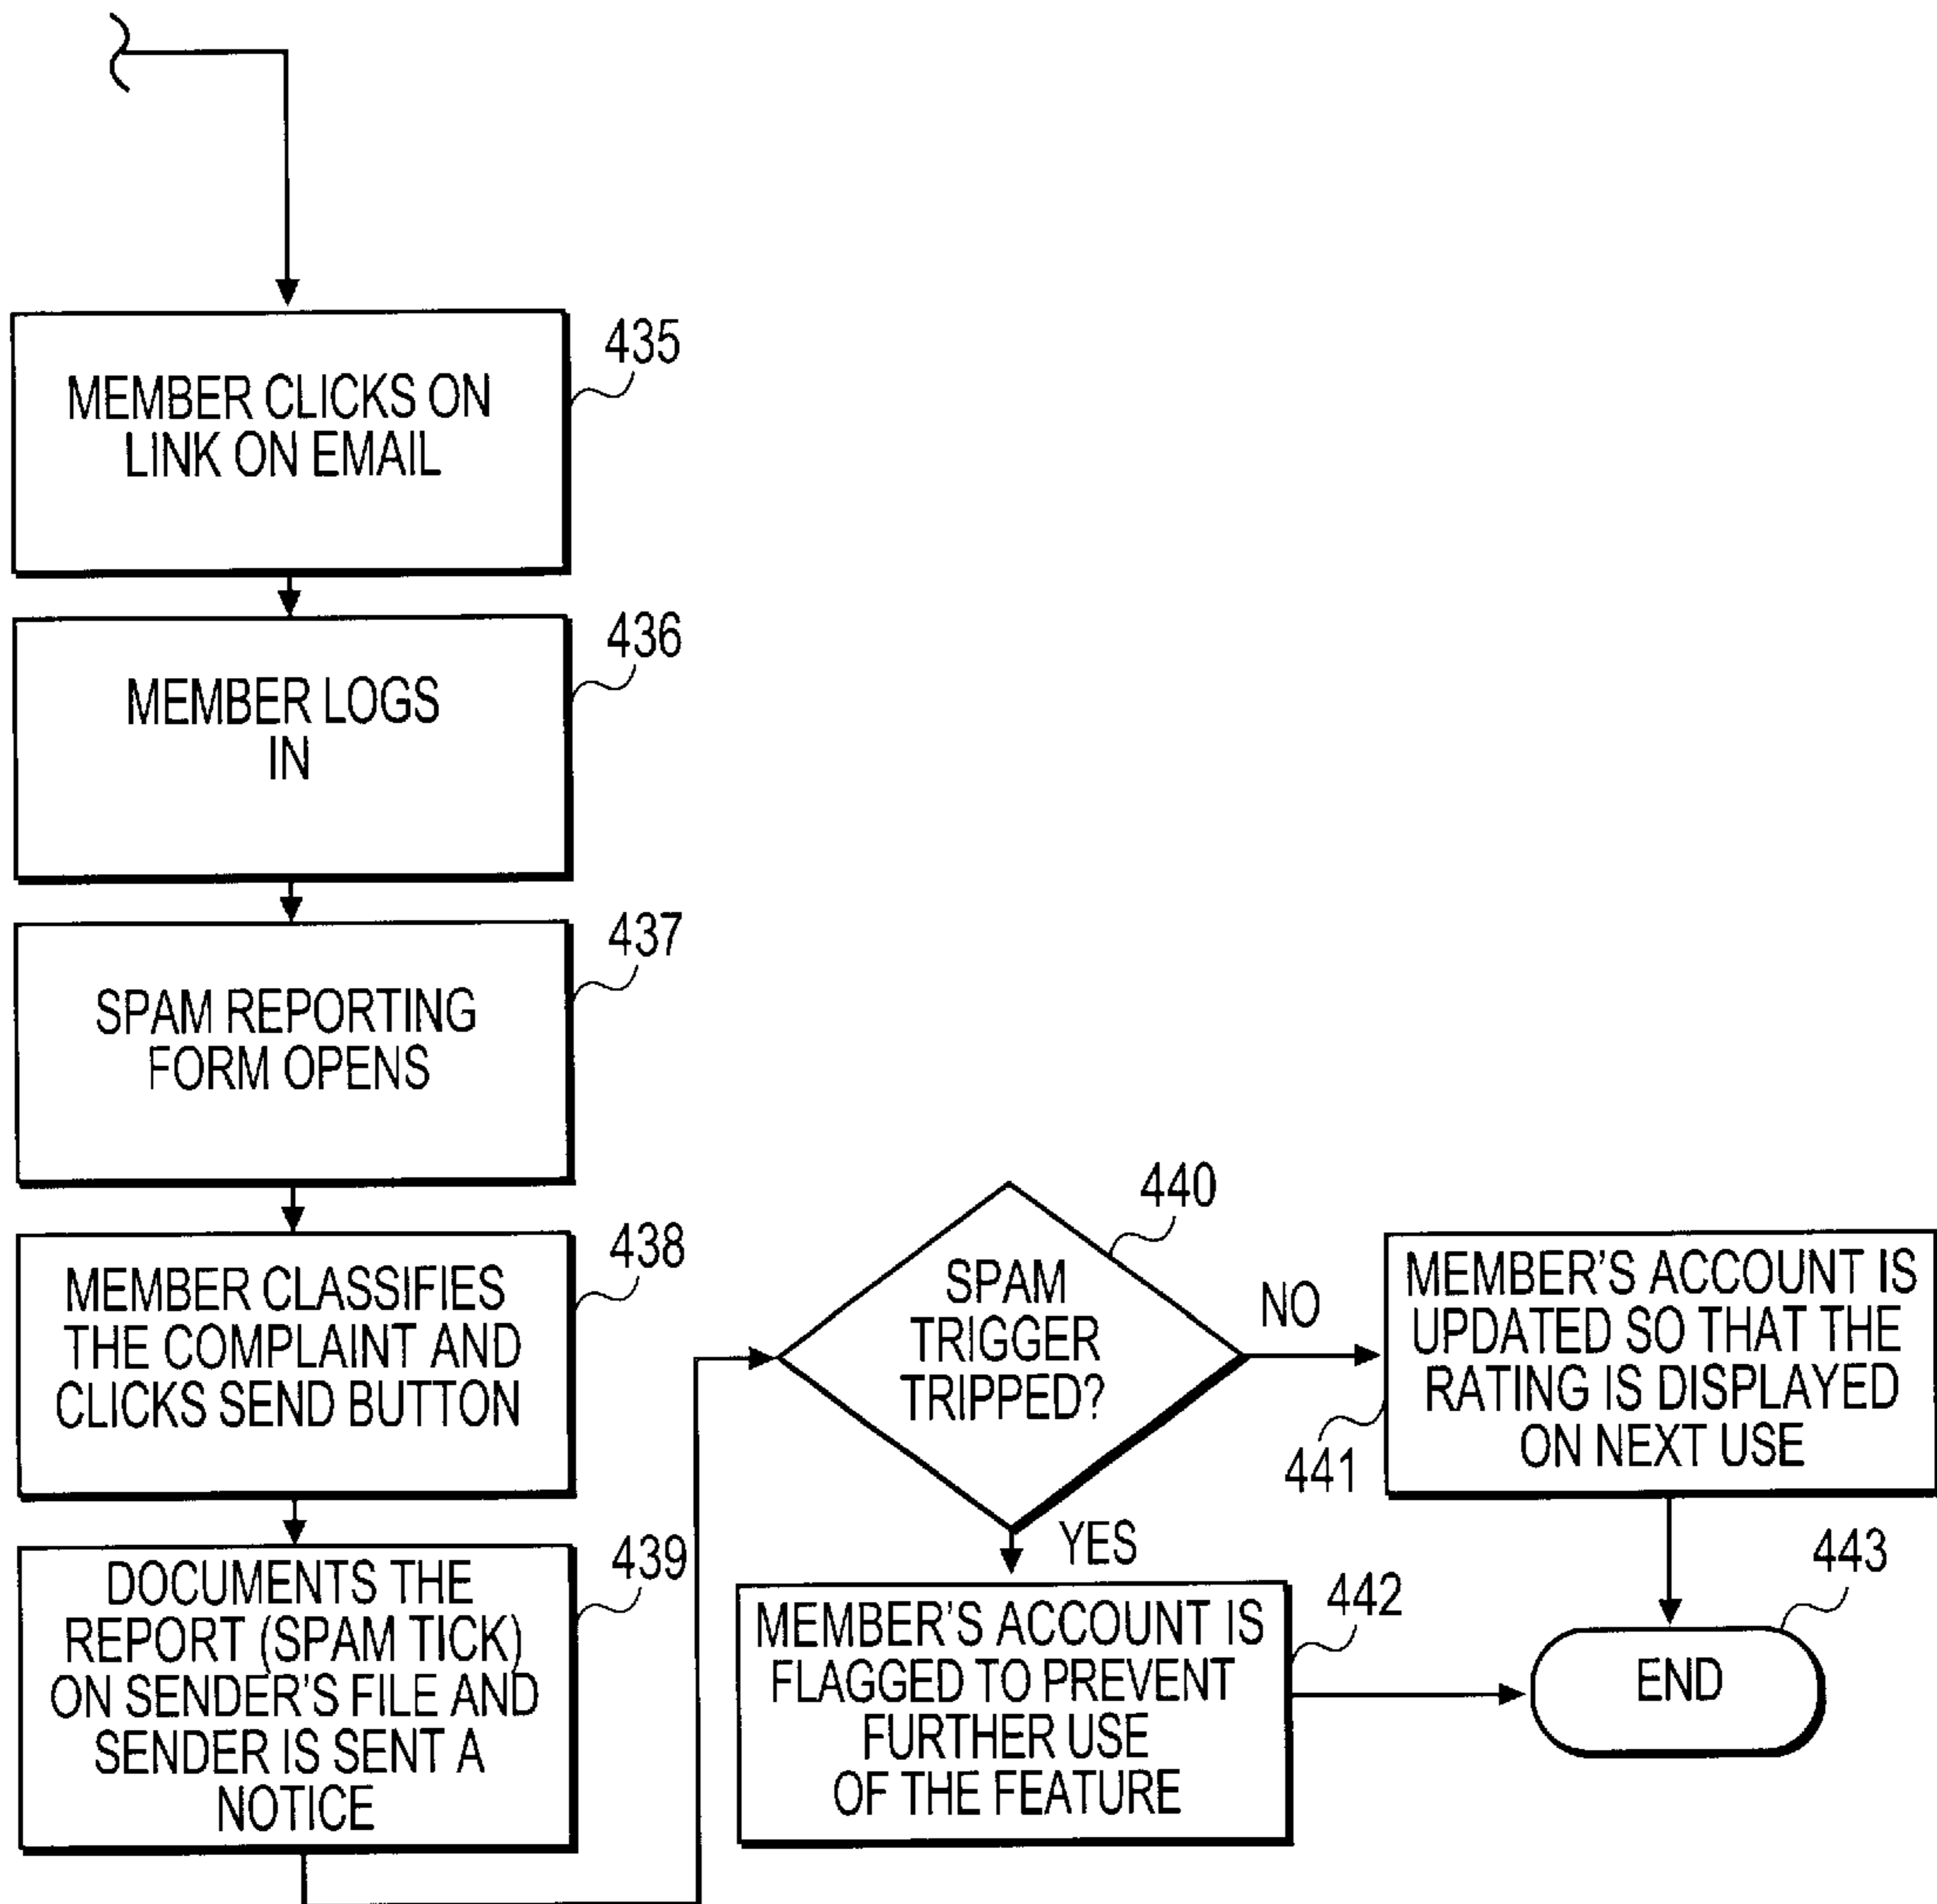 435
MEMBER CLICKS ON
LINK ON EMAIL
436
MEMBER LOGS
IN
437
SPAM REPORTING
FORM OPENS
438
MEMBER CLASSIFIES
THE COMPLAINT AND
CLICKS SEND BUTTON
439
DOCUMENTS THE
REPORT (SPAM TICK)
ON SENDER'S FILE AND
SENDER IS SENT A
NOTICE
440
SPAM
TRIGGER
TRIPPED?
NO
YES
441
MEMBER'S ACCOUNT IS
UPDATED SO THAT THE
RATING IS DISPLAYED
ON NEXT USE
442
MEMBER'S ACCOUNT IS
FLAGGED TO PREVENT
FURTHER USE
OF THE FEATURE
443
END